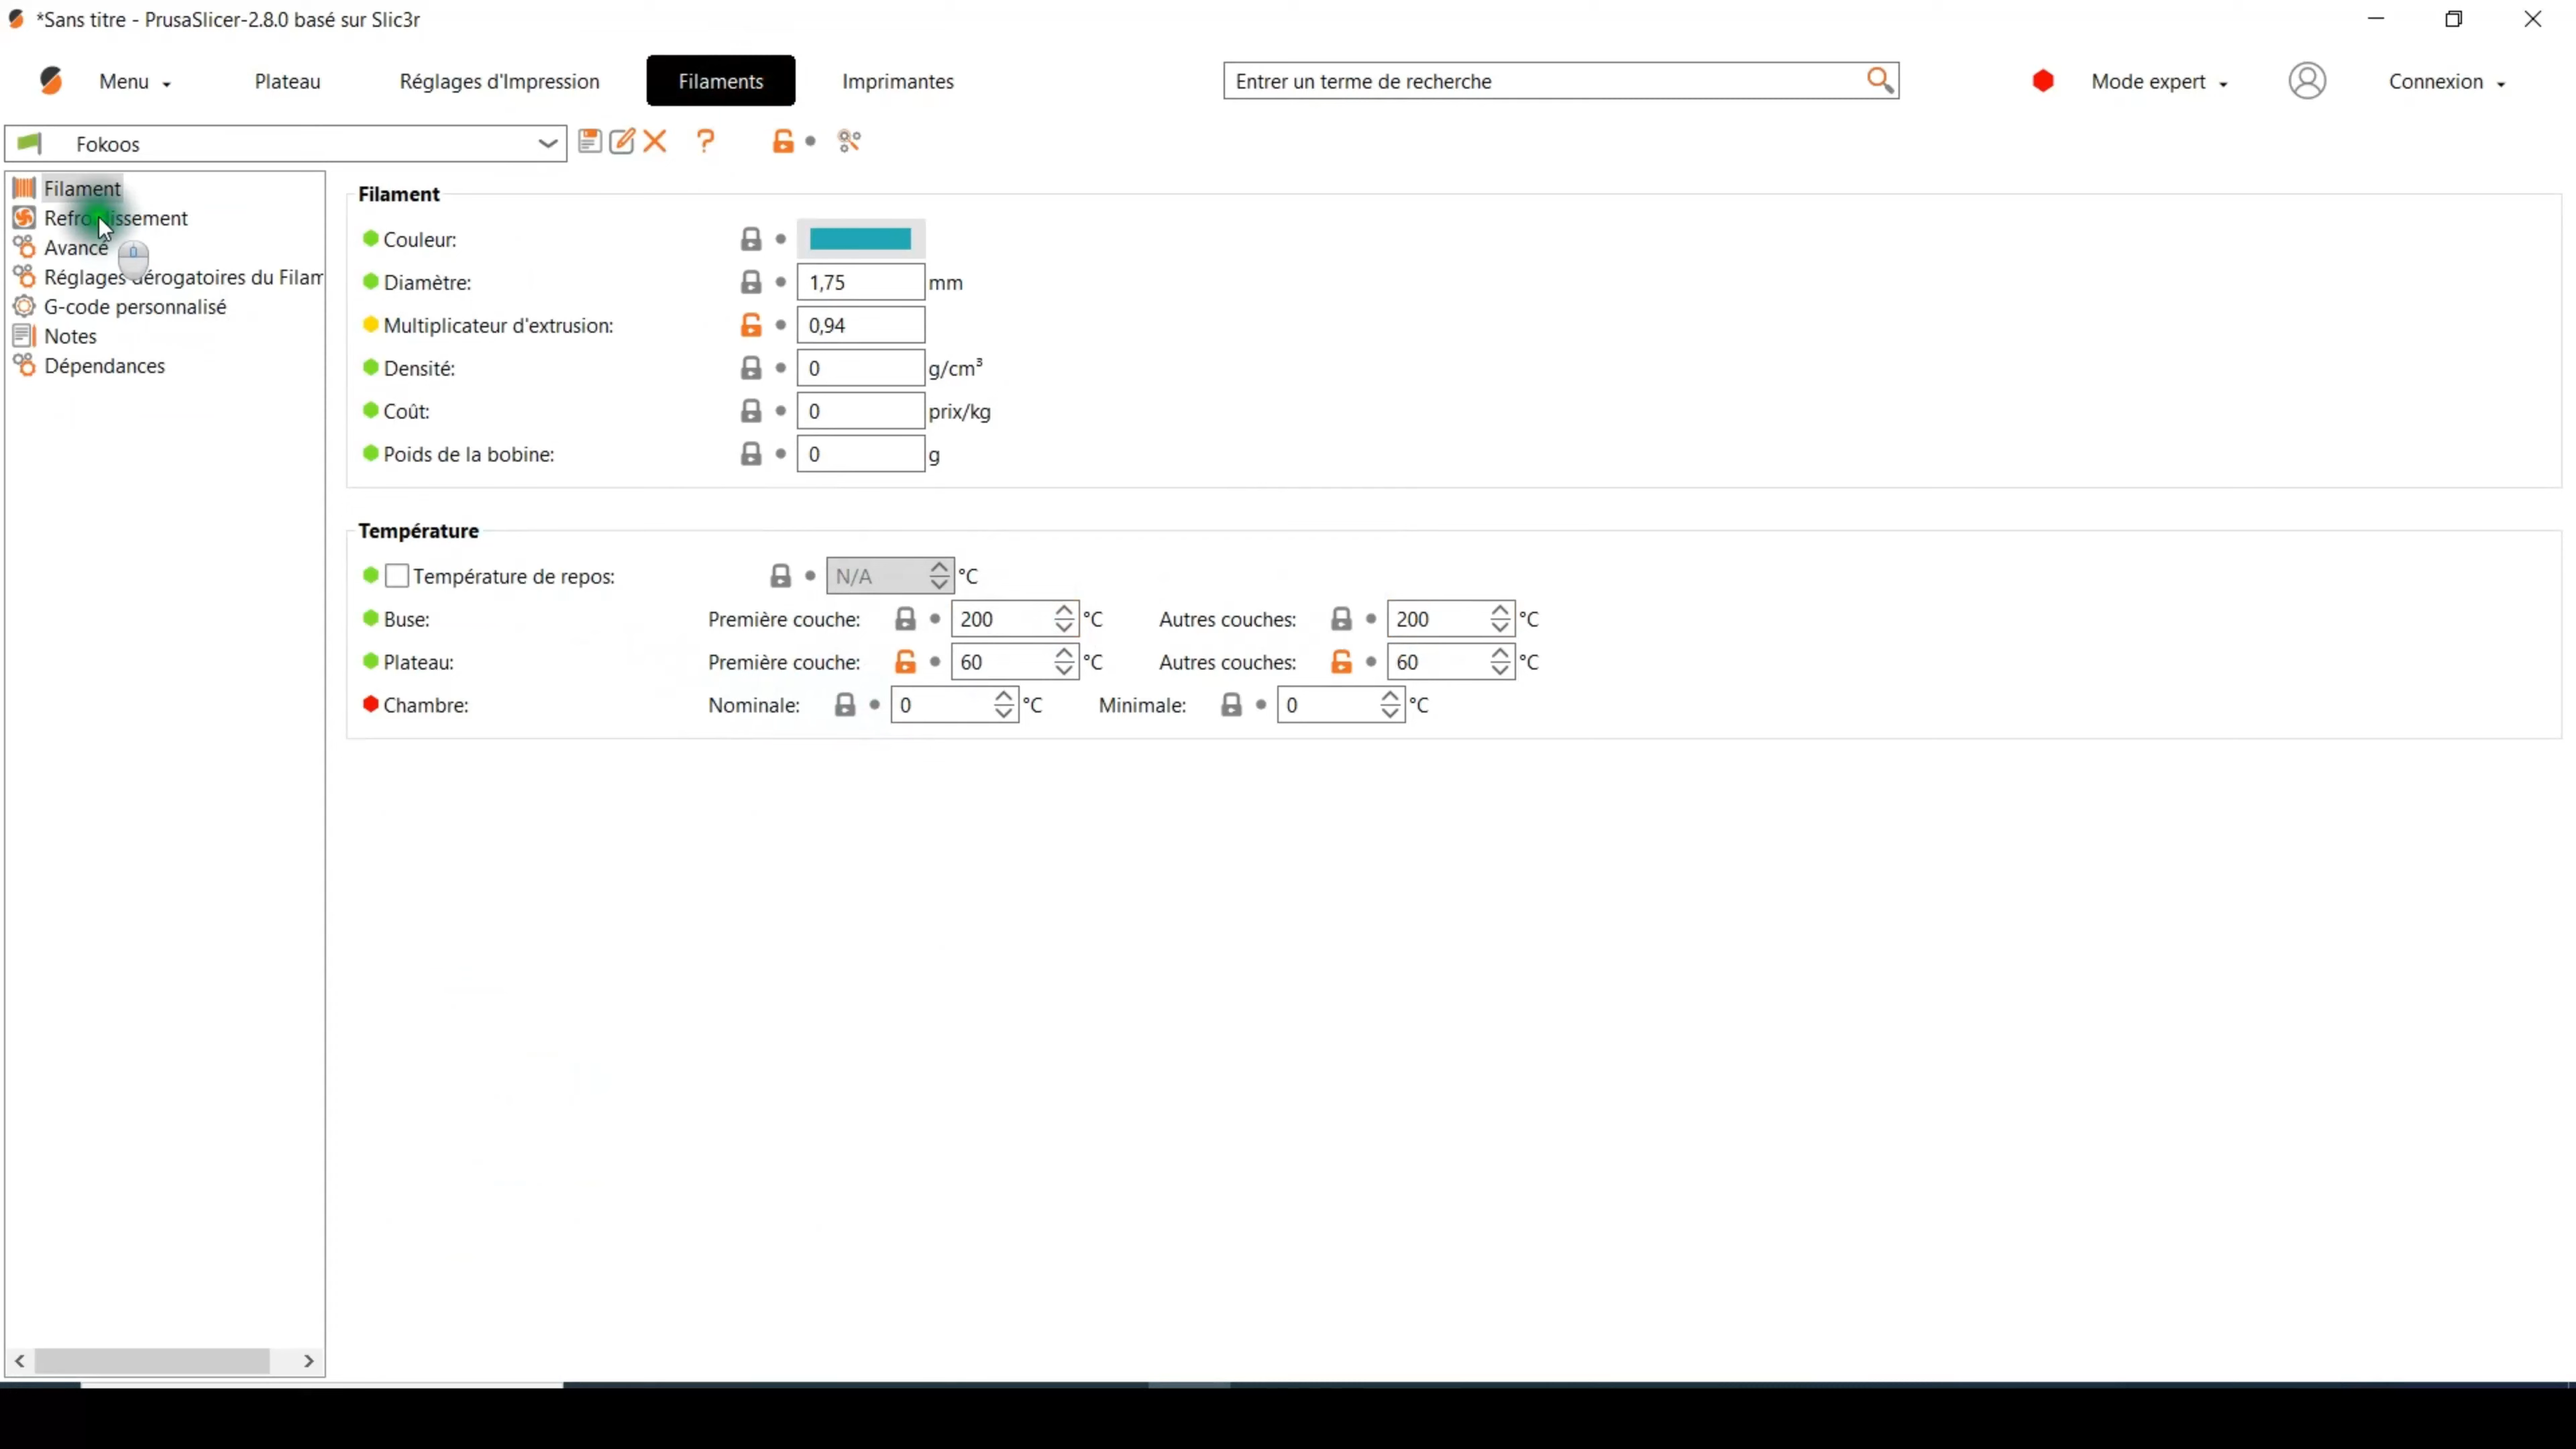 *Sans titre - PrusaSlicer-2.8.0 basé sur Slic3r
Menu Plateau Réglages d'Impression Filaments Imprimantes Entrer un terme de recherche Mode expert Connexion
Fokoos ?
Filament
Avancé
du Filam
G-code personnalisé
Notes
Dépendances
Filament
Couleur:
Diamètre: 1,75 mm
Multiplicateur d'extrusion: 0,94
Densité: 0 g/cm³
Coût: 0 prix/kg
Poids de la bobine: 0 g
Température
Température de repos: N/A °C
Buse: Première couche: 200 °C Autres couches: 200 °C
Plateau: Première couche: 60 °C Autres couches: 60 °C
Chambre: Nominale: 0 °C Minimale: 0 °C